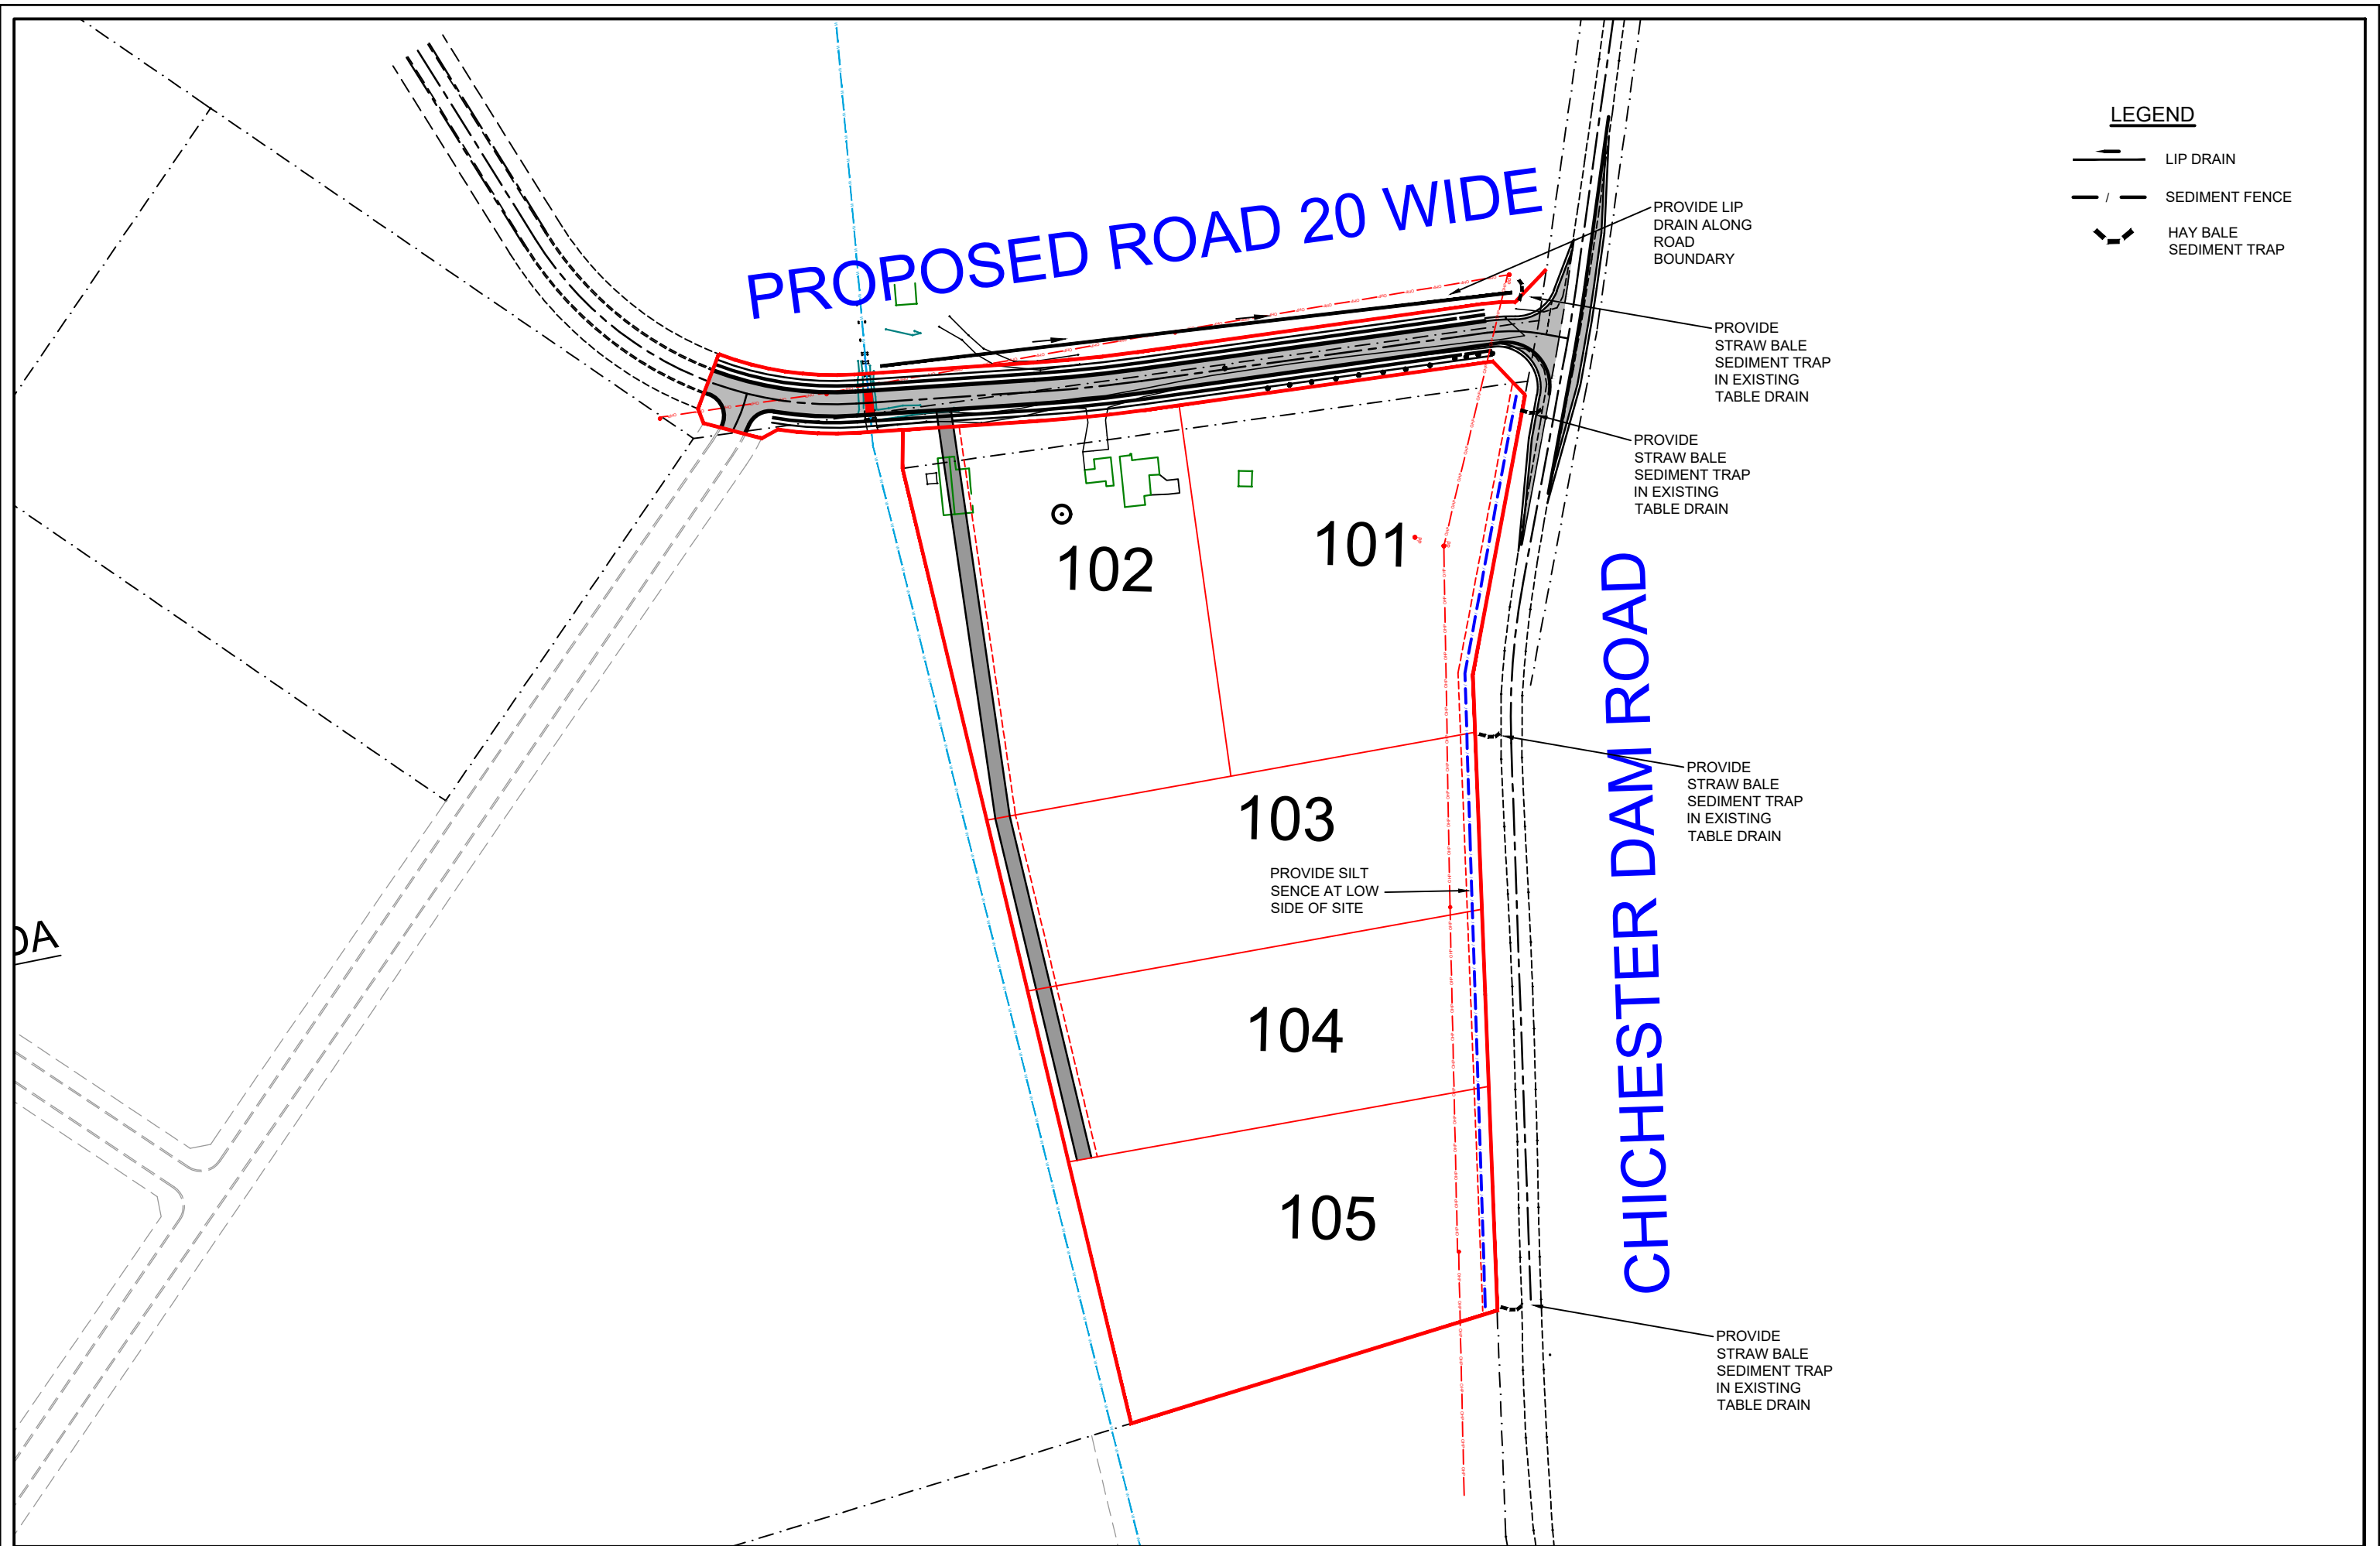 LEGEND
LIP DRAIN
SEDIMENT FENCE
HAY BALE
SEDIMENT TRAP
PROPOSED ROAD 20 WIDE
PROVIDE LIP
DRAIN ALONG
ROAD
BOUNDARY
PROVIDE
STRAW BALE
SEDIMENT TRAP
IN EXISTING
TABLE DRAIN
PROVIDE
STRAW BALE
SEDIMENT TRAP
IN EXISTING
TABLE DRAIN
101
102
CHICHESTER DAM ROAD
PROVIDE
STRAW BALE
SEDIMENT TRAP
IN EXISTING
TABLE DRAIN
103
PROVIDE SILT
SENCE AT LOW
SIDE OF SITE
DA
104
105
PROVIDE
STRAW BALE
SEDIMENT TRAP
IN EXISTING
TABLE DRAIN